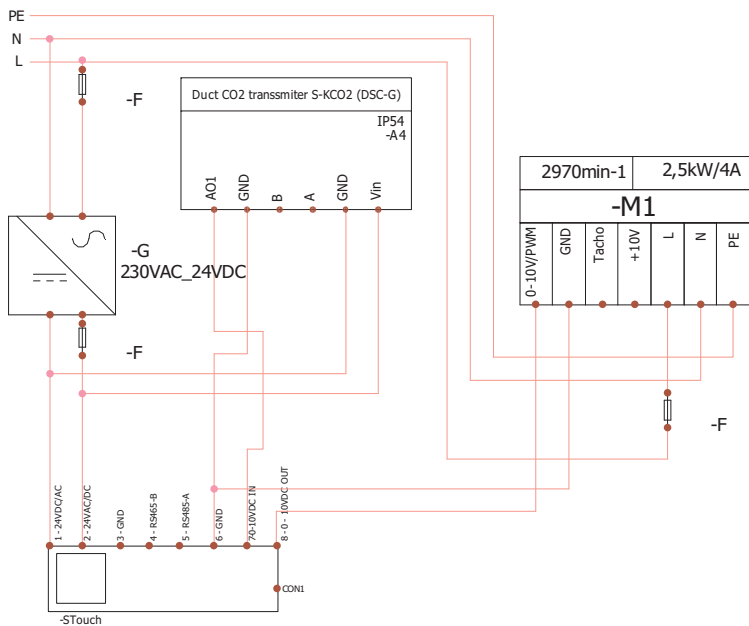 PE
N
L
-F
Duct CO2 transsmiter S-KCO2 (DSC-G)
IP54
-A4
AO1
GND
B
A
GND
Vin
2970min-1
2,5kW/4A
-M1
0-10V/PWM
GND
Tacho
+10V
L
N
PE
-G
230VAC_24VDC
-F
-F
1 - 24VDC/AC
2 - 24VAC/DC
3 - GND
4 - RS465-B
5 - RS485-A
6 - GND
7-0-10VDC IN
8 - 0 - 10VDC OUT
CON1
-STouch